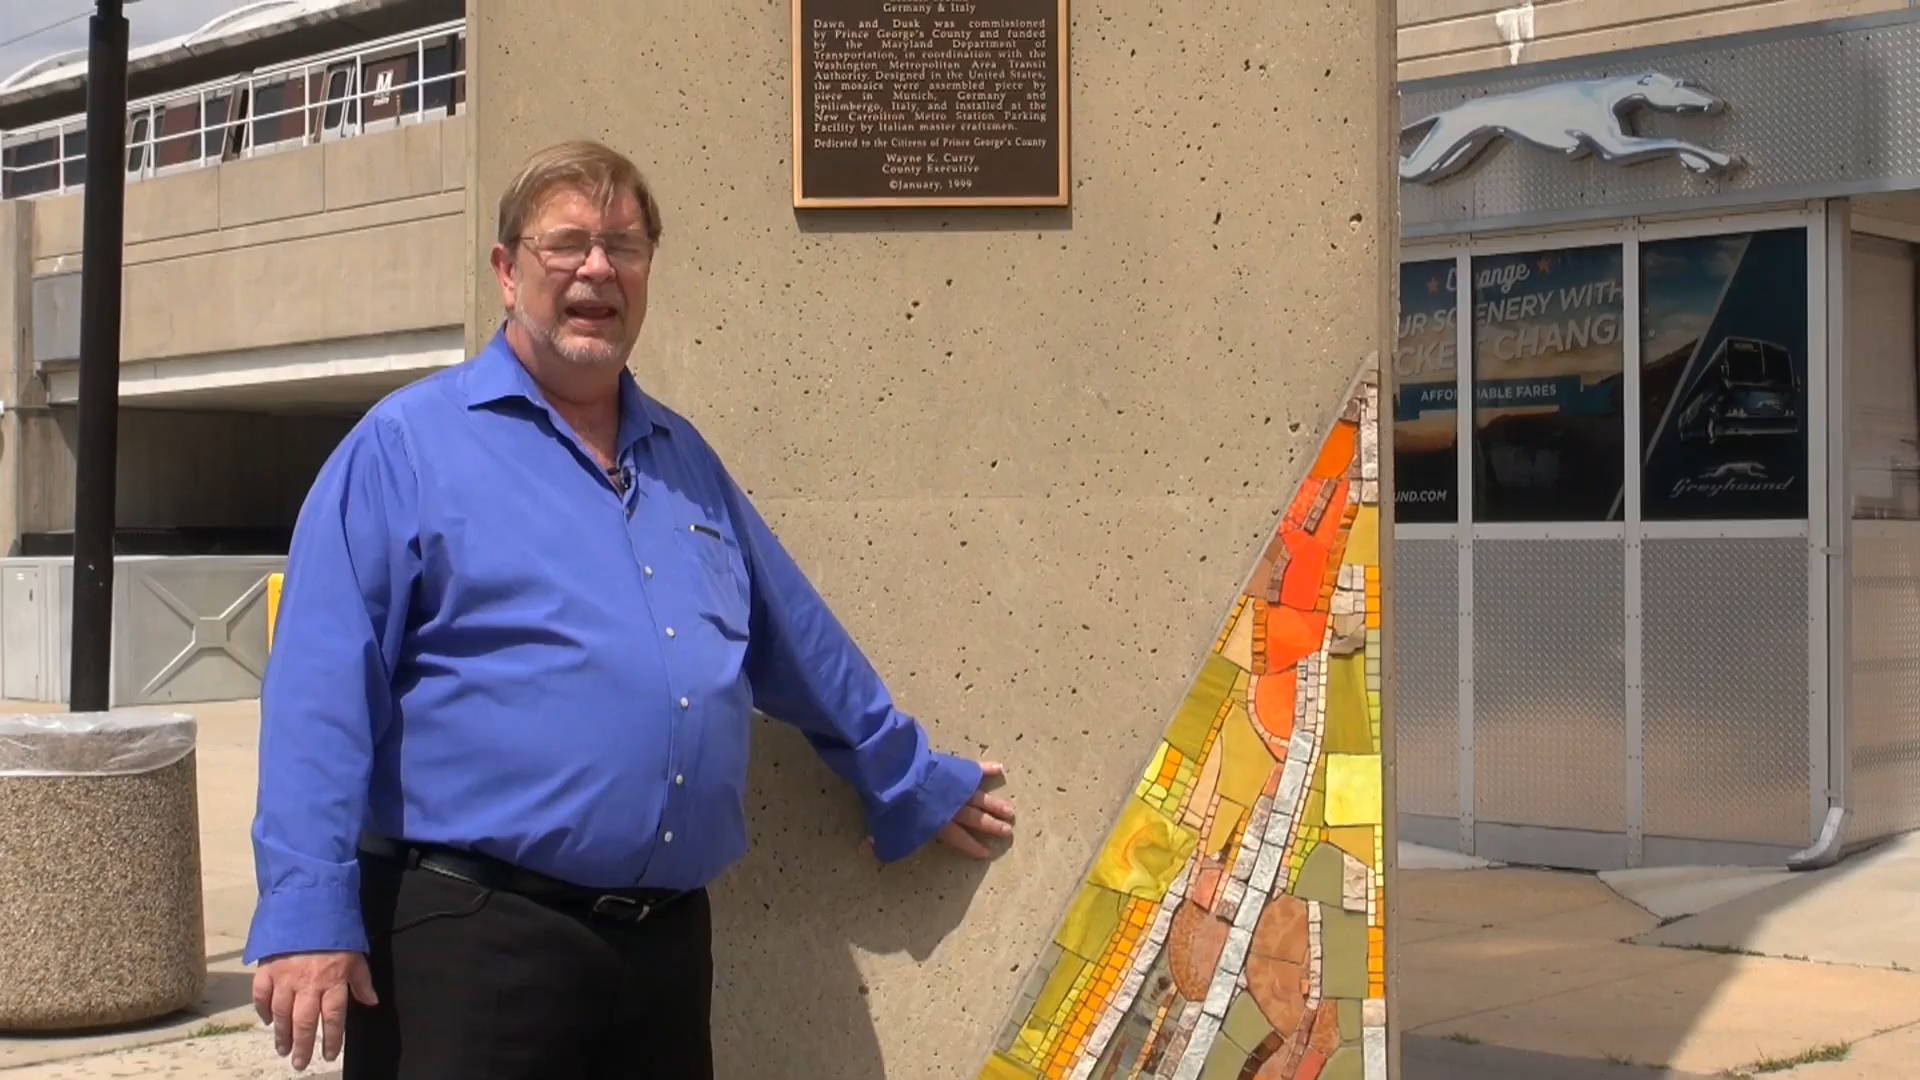 Germany & Italy
Dawn and Dusk was commissioned
by Prince George's County and funded
by the Maryland Department of
Transportation, in coordination with the
Washington Metropolitan Area Transit
Authority. Designed in the United States,
the mosaics were assembled piece by
piece in Munich, Germany and
Spilimbergo, Italy, and installed at the
New Carrollton Metro Station Parking
Facility by Italian master craftsmen.
Dedicated to the Citizens of Prince George's County
Wayne K. Curry
County Executive
©January, 1999
M
metro
Change
UR SCENERY WITH
CKET CHANGE.
AFFORDABLE FARES
UND.COM
Greyhound